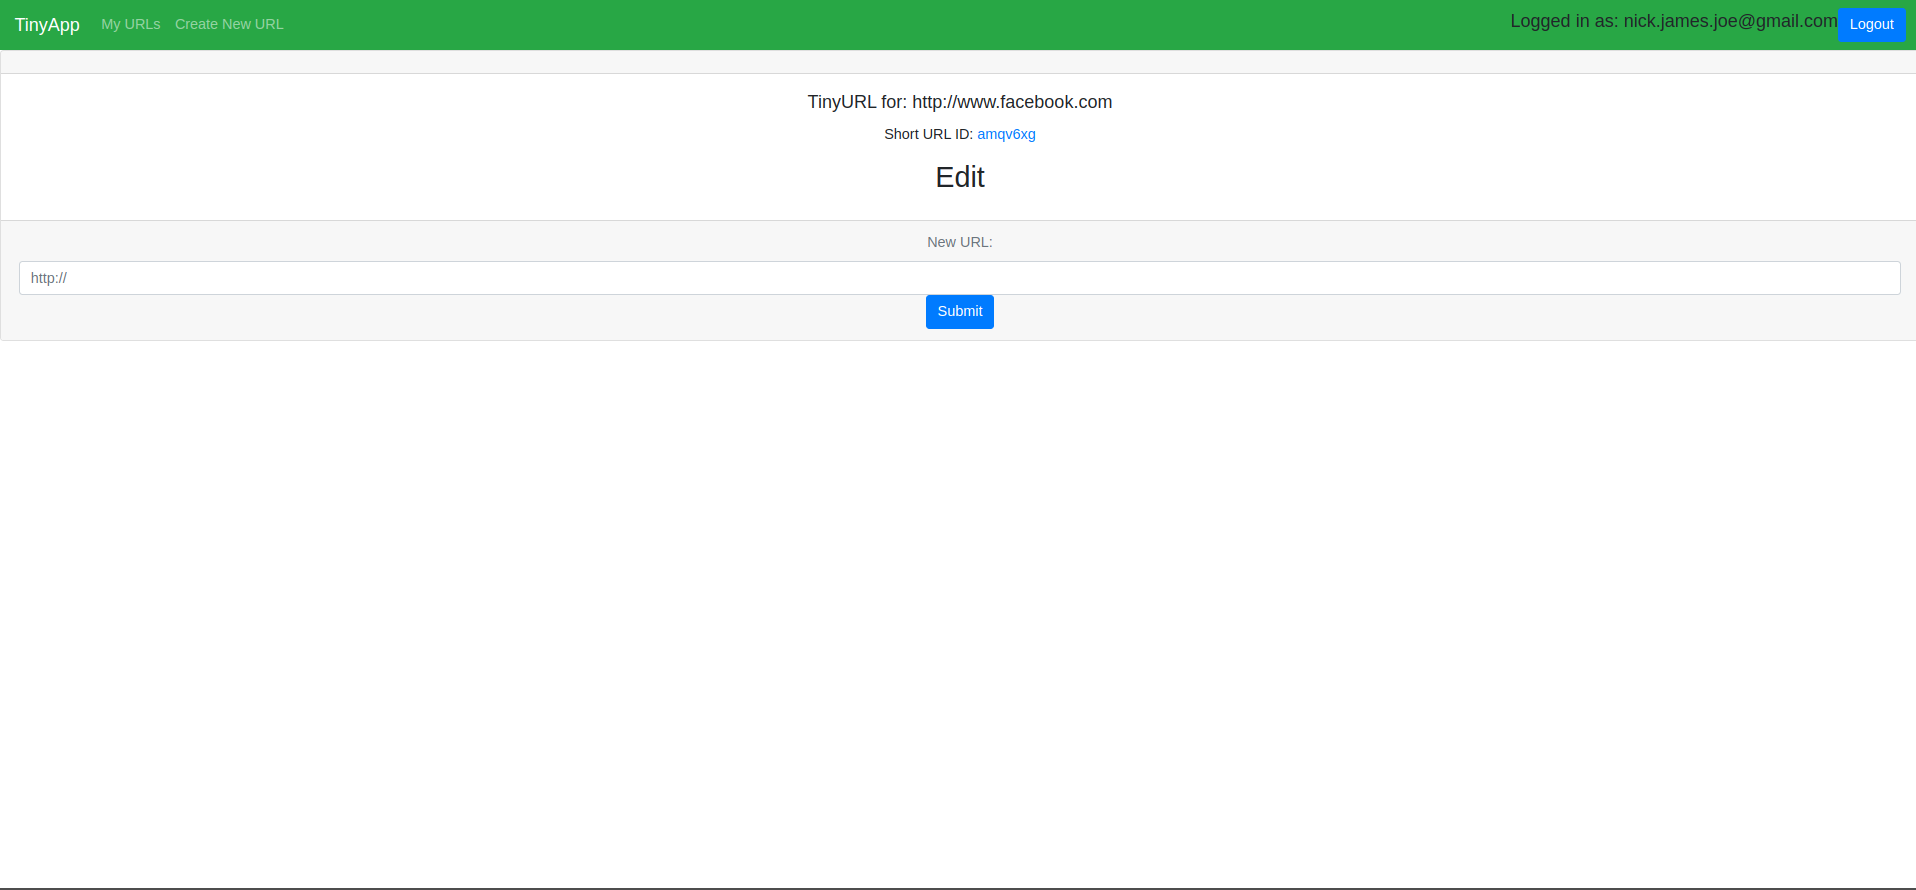 TinyApp My URLs Create New URL Logged in as: nick.james.joe@gmail.com Logout
TinyURL for: http://www.facebook.com
Short URL ID: amqv6xg
Edit
New URL:
http://
Submit